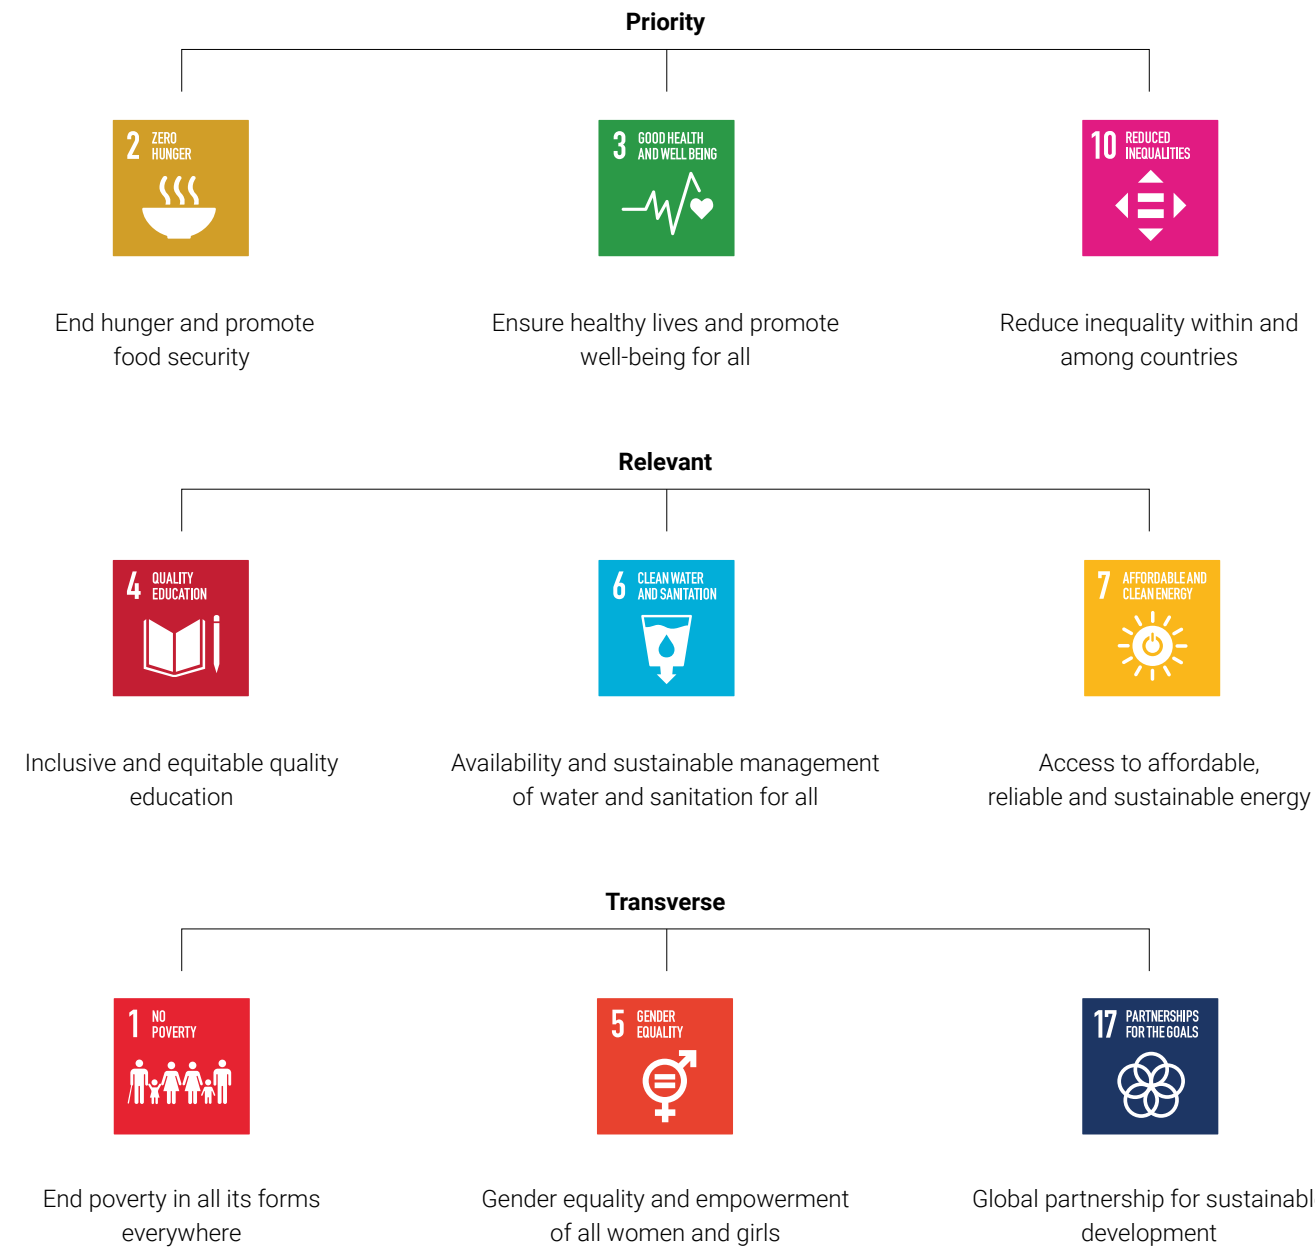 Priority
2 ZERO
HUNGER
3 GOOD HEALTH
AND WELL BEING
10 REDUCED
INEQUALITIES
End hunger and promote
food security
Ensure healthy lives and promote
well-being for all
Reduce inequality within and
among countries
Relevant
4 QUALITY
EDUCATION
6 CLEAN WATER
AND SANITATION
7 AFFORDABLE AND
CLEAN ENERGY
Inclusive and equitable quality
education
Availability and sustainable management
of water and sanitation for all
Access to affordable,
reliable and sustainable energy
Transverse
1 NO
POVERTY
5 GENDER
EQUALITY
17 PARTNERSHIPS
FOR THE GOALS
End poverty in all its forms
everywhere
Gender equality and empowerment
of all women and girls
Global partnership for sustainabl
development